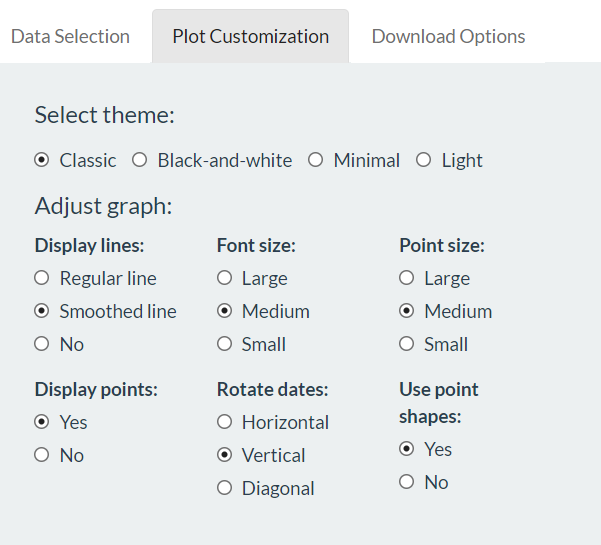 Data Selection Plot Customization Download Options
Select theme:
Classic Black-and-white Minimal Light
Adjust graph:
Display lines:
Regular line
Smoothed line
No
Font size:
Large
Medium
Small
Point size:
Large
Medium
Small
Display points:
Yes
No
Rotate dates:
Horizontal
Vertical
Diagonal
Use point
shapes:
Yes
No